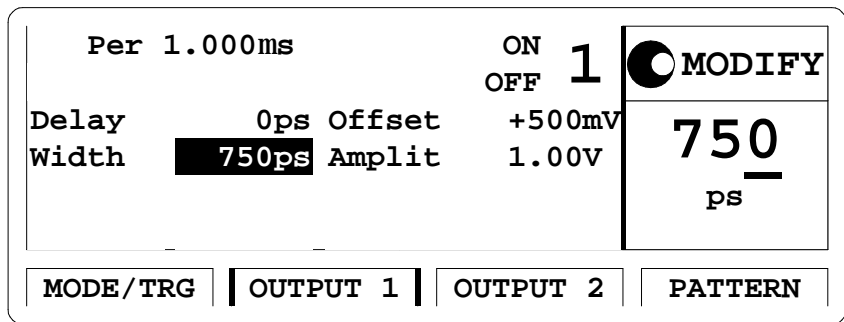 Per 1.000ms ON 1
OFF
MODIFY
Delay 0ps Offset +500mV
Width 750ps Amplit 1.00V
750
ps
MODE/TRG OUTPUT 1 OUTPUT 2 PATTERN